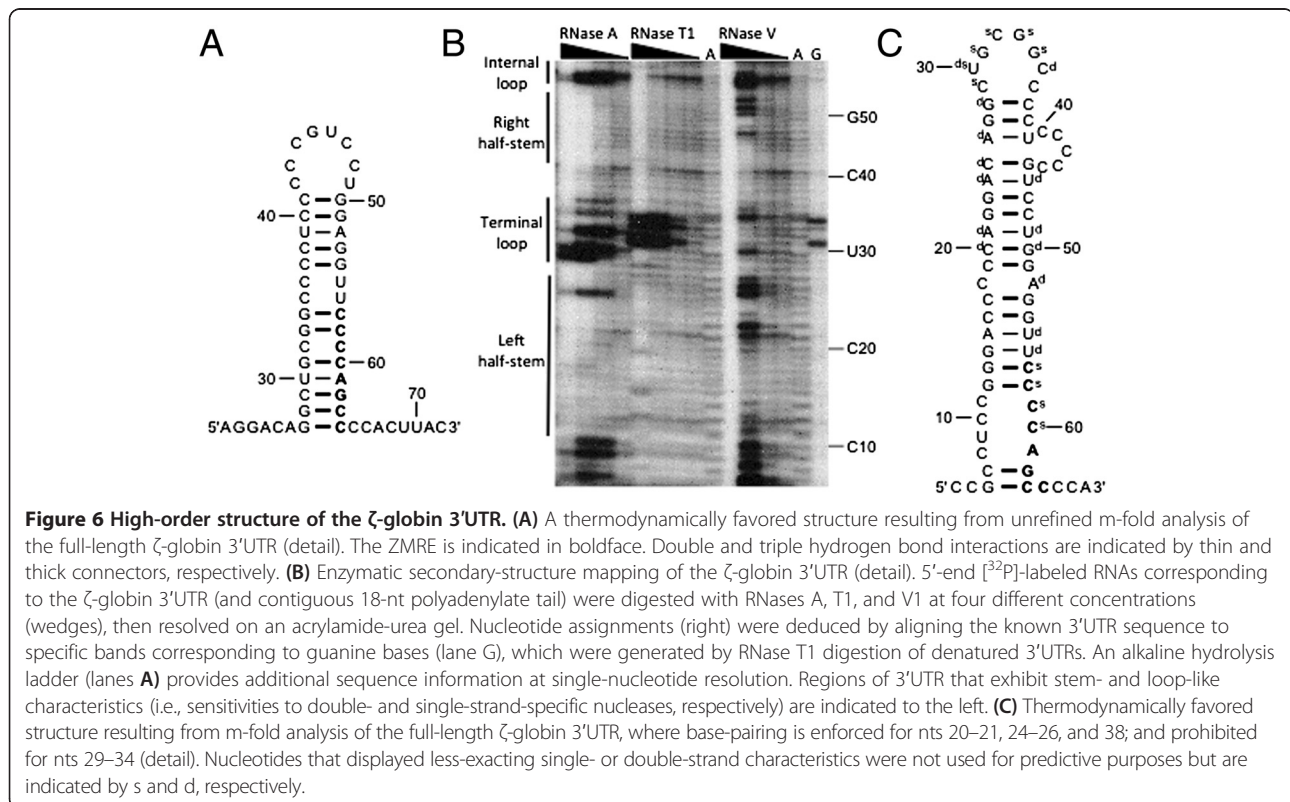 A
C G U C
C C
C U
C
40
50
30
60
70
5'AGGACAG
CCCACUUAC3'
B
RNase A
RNase T1
A
RNase V
A
G
Internal
loop
Right
half-stem
Terminal
loop
Left
half-stem
G50
C40
U30
C20
C10
C
30
40
20
50
10
60
5'CCG
CCCCA3'
Figure 6 High-order structure of the ζ-globin 3′UTR. (A) A thermodynamically favored structure resulting from unrefined m-fold analysis of
the full-length ζ-globin 3′UTR (detail). The ZMRE is indicated in boldface. Double and triple hydrogen bond interactions are indicated by thin and
thick connectors, respectively. (B) Enzymatic secondary-structure mapping of the ζ-globin 3′UTR (detail). 5′-end [³²P]-labeled RNAs corresponding
to the ζ-globin 3′UTR (and contiguous 18-nt polyadenylate tail) were digested with RNases A, T1, and V1 at four different concentrations
(wedges), then resolved on an acrylamide-urea gel. Nucleotide assignments (right) were deduced by aligning the known 3′UTR sequence to
specific bands corresponding to guanine bases (lane G), which were generated by RNase T1 digestion of denatured 3′UTRs. An alkaline hydrolysis
ladder (lanes A) provides additional sequence information at single-nucleotide resolution. Regions of 3′UTR that exhibit stem- and loop-like
characteristics (i.e., sensitivities to double- and single-strand-specific nucleases, respectively) are indicated to the left. (C) Thermodynamically favored
structure resulting from m-fold analysis of the full-length ζ-globin 3′UTR, where base-pairing is enforced for nts 20–21, 24–26, and 38; and prohibited
for nts 29–34 (detail). Nucleotides that displayed less-exacting single- or double-strand characteristics were not used for predictive purposes but are
indicated by s and d, respectively.